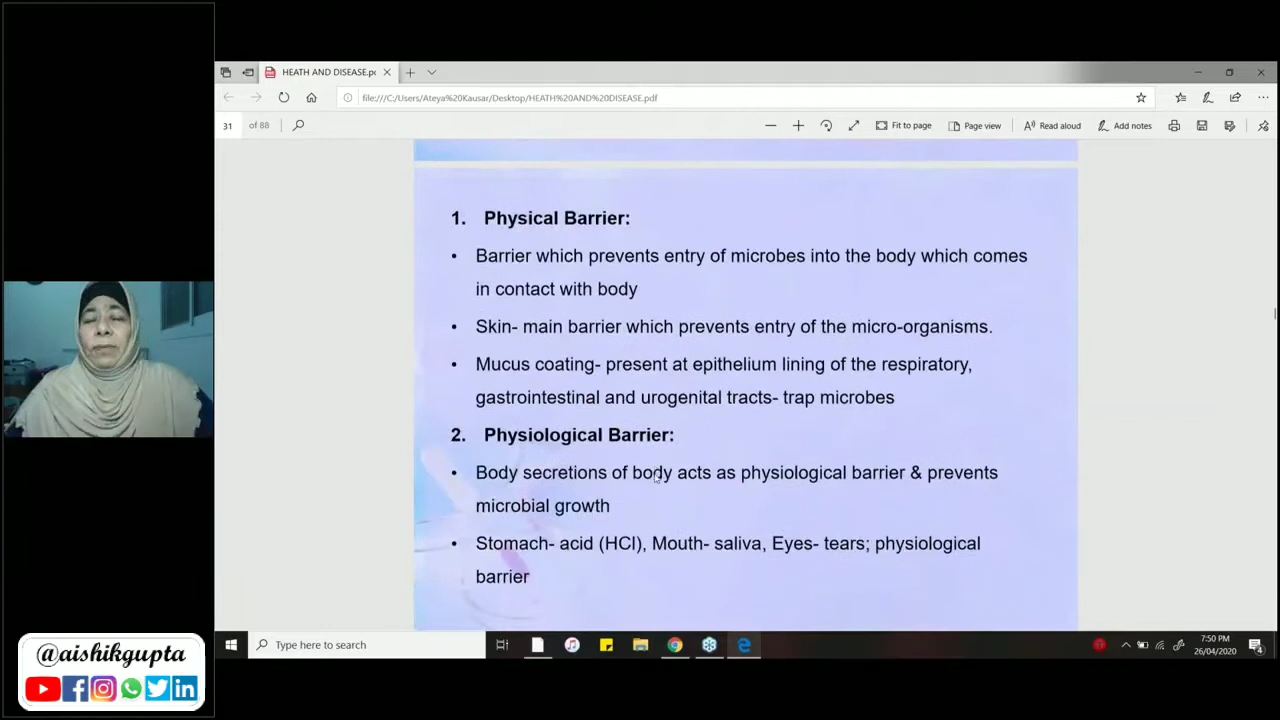 HEATH AND DISEASE.pc
file:///C:/Users/Ateya%20Kausar/Desktop/HEATH%20AND%20DISEASE.pdf
31 of 88
Fit to page
Page view
Read aloud
Add notes
1. Physical Barrier:
• Barrier which prevents entry of microbes into the body which comes
in contact with body
• Skin- main barrier which prevents entry of the micro-organisms.
• Mucus coating- present at epithelium lining of the respiratory,
gastrointestinal and urogenital tracts- trap microbes
2. Physiological Barrier:
• Body secretions of body acts as physiological barrier & prevents
microbial growth
• Stomach- acid (HCl), Mouth- saliva, Eyes- tears; physiological
barrier
@aishikgupta
Type here to search
7:50 PM
26/04/2020